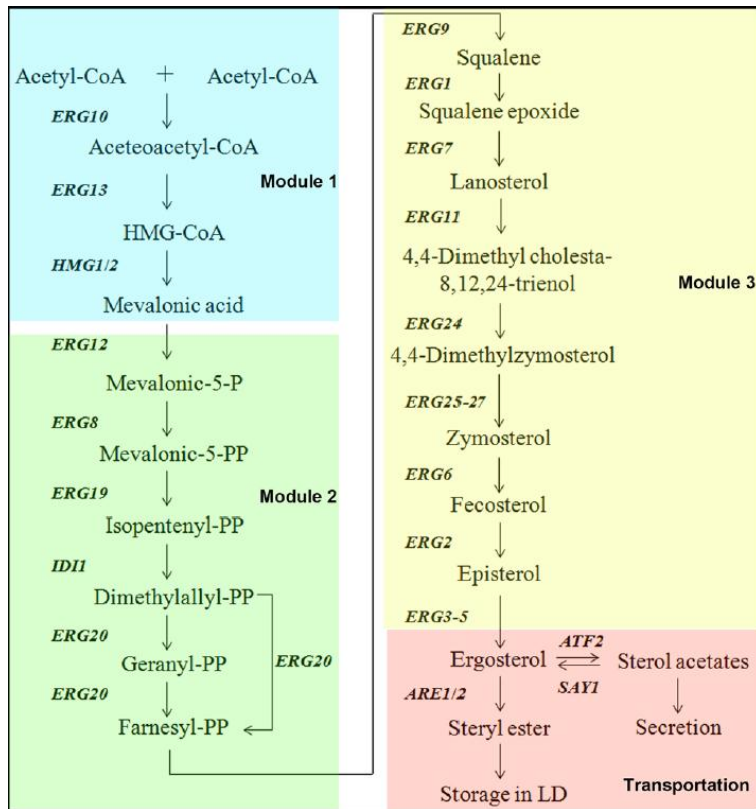 Acetyl-CoA + Acetyl-CoA
ERG10
Aceteoacetyl-CoA
ERG13
Module 1
HMG-CoA
HMG1/2
Mevalonic acid
ERG12
Mevalonic-5-P
ERG8
Mevalonic-5-PP
ERG19
Module 2
Isopentenyl-PP
IDI1
Dimethylallyl-PP
ERG20
Geranyl-PP
ERG20
ERG20
Farnesyl-PP
ERG9
Squalene
ERG1
Squalene epoxide
ERG7
Lanosterol
ERG11
4,4-Dimethyl cholesta-
8,12,24-trienol
Module 3
ERG24
4,4-Dimethylzymosterol
ERG25-27
Zymosterol
ERG6
Fecosterol
ERG2
Episterol
ERG3-5
Ergosterol
ATF2
SAY1
Sterol acetates
ARE1/2
Steryl ester
Secretion
Storage in LD
Transportation